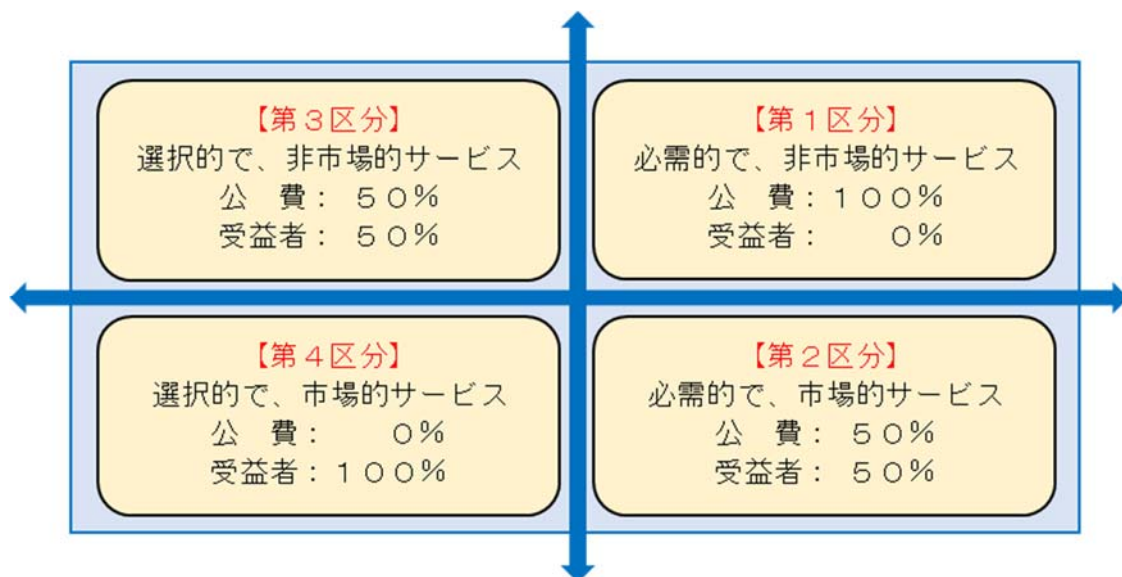 【第３区分】
選択的で、非市場的サービス
公　費： ５０％
受益者： ５０％
【第１区分】
必需的で、非市場的サービス
公　費：１００％
受益者：　　０％
【第４区分】
選択的で、市場的サービス
公　費：　　０％
受益者：１００％
【第２区分】
必需的で、市場的サービス
公　費： ５０％
受益者： ５０％